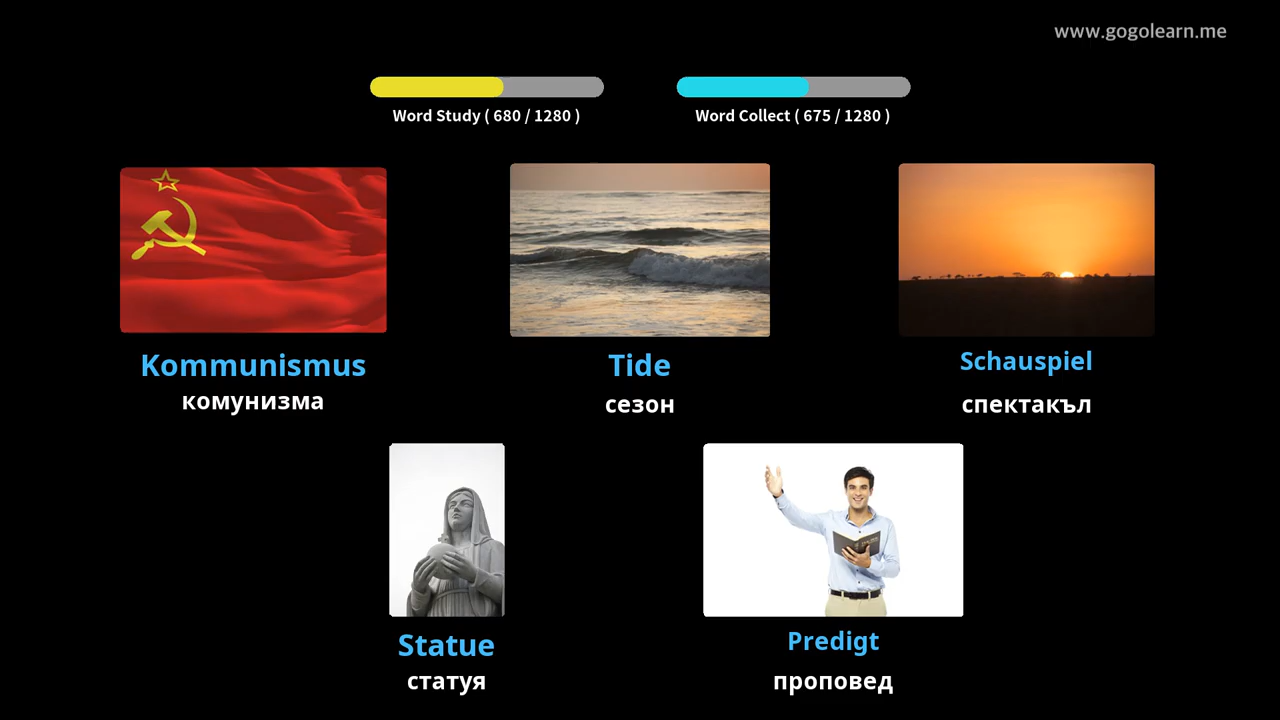 www.gogolearn.me
Word Study ( 680 / 1280 )
Word Collect ( 675 / 1280 )
Kommunismus
комунизма
Tide
сезон
Schauspiel
спектакъл
Statue
статуя
Predigt
проповед